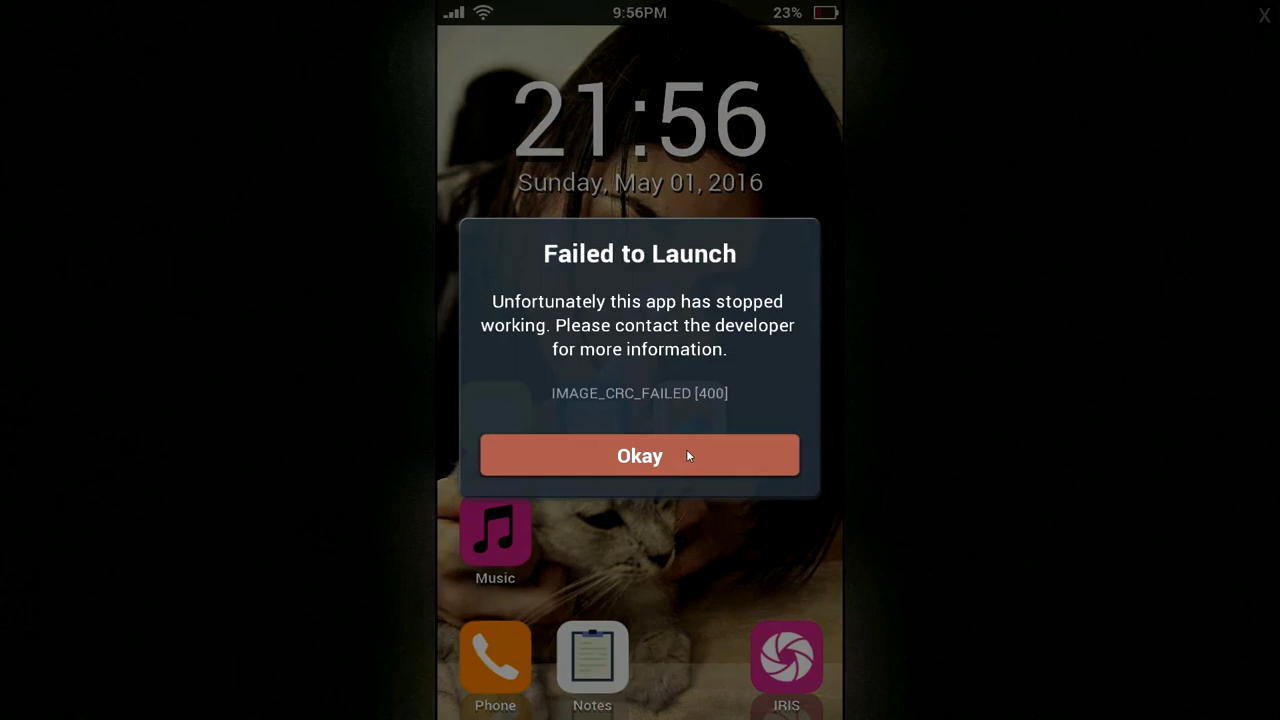 9:56PM
23%
X
21:56
Sunday, May 01, 2016
Failed to Launch
Unfortunately this app has stopped
working. Please contact the developer
for more information.
IMAGE_CRC_FAILED [400]
Okay
Music
Phone
Notes
IRIS